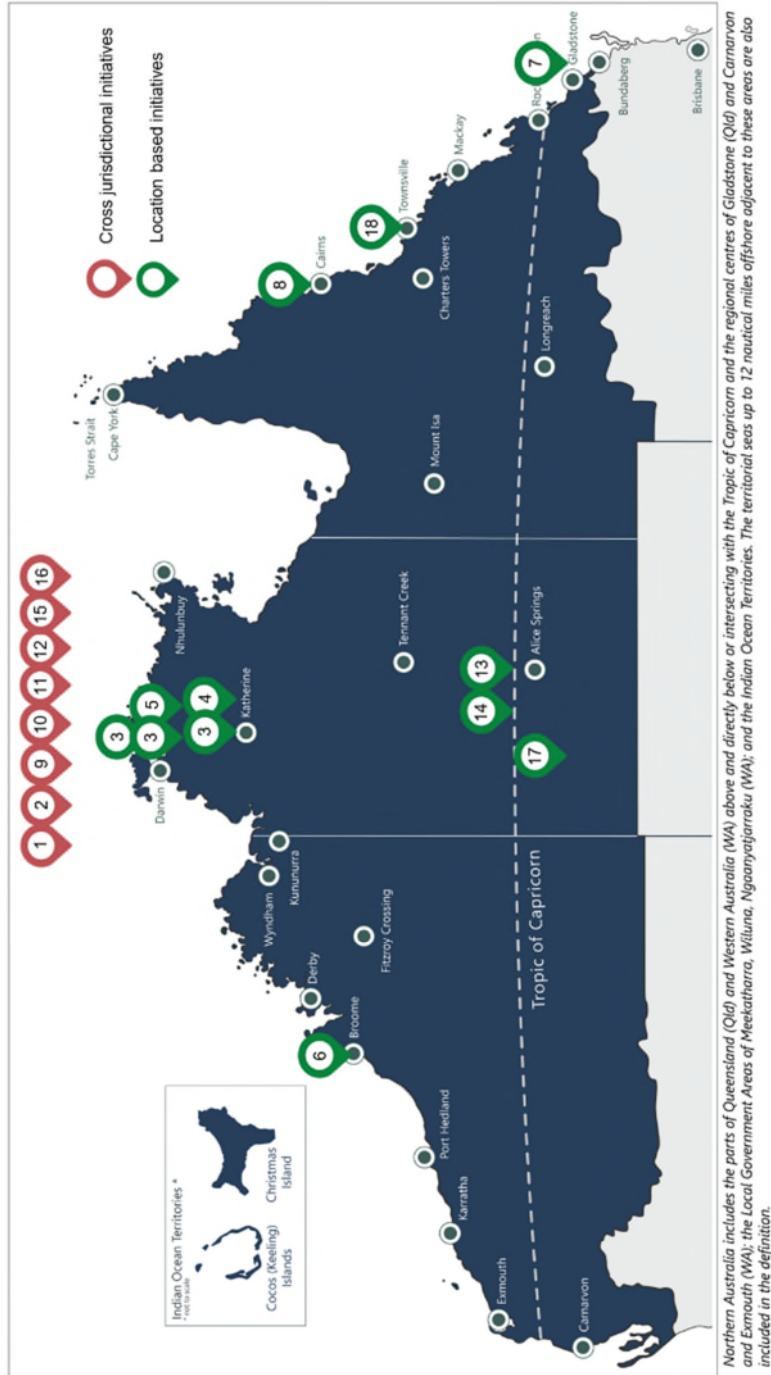 1 2 9 10 11 12 15 16
Cross jurisdictional initiatives
Location based initiatives
Torres Strait
Cape York
Nhulunbuy
3
3 5
Darwin
3 4
Katherine
Indian Ocean Territories *
* not to scale
Cocos (Keeling)
Islands
Christmas
Island
Wyndham
Kununurra
Derby
Fitzroy Crossing
6
Broome
8
Cairns
18
Townsville
Charters Towers
Mackay
Mount Isa
Tennant Creek
Port Hedland
Karratha
Exmouth
Carnarvon
14 13
Alice Springs
17
Tropic of Capricorn
Longreach
7
Gladstone
Bundaberg
Brisbane
Northern Australia includes the parts of Queensland (Qld) and Western Australia (WA) above and directly below or intersecting with the Tropic of Capricorn and the regional centres of Gladstone (Qld) and Carnarvon
and Exmouth (WA); the Local Government Areas of Meekatharra, Wiluna, Ngaanyatjarraku (WA); and the Indian Ocean Territories. The territorial seas up to 12 nautical miles offshore adjacent to these areas are also
included in the definition.